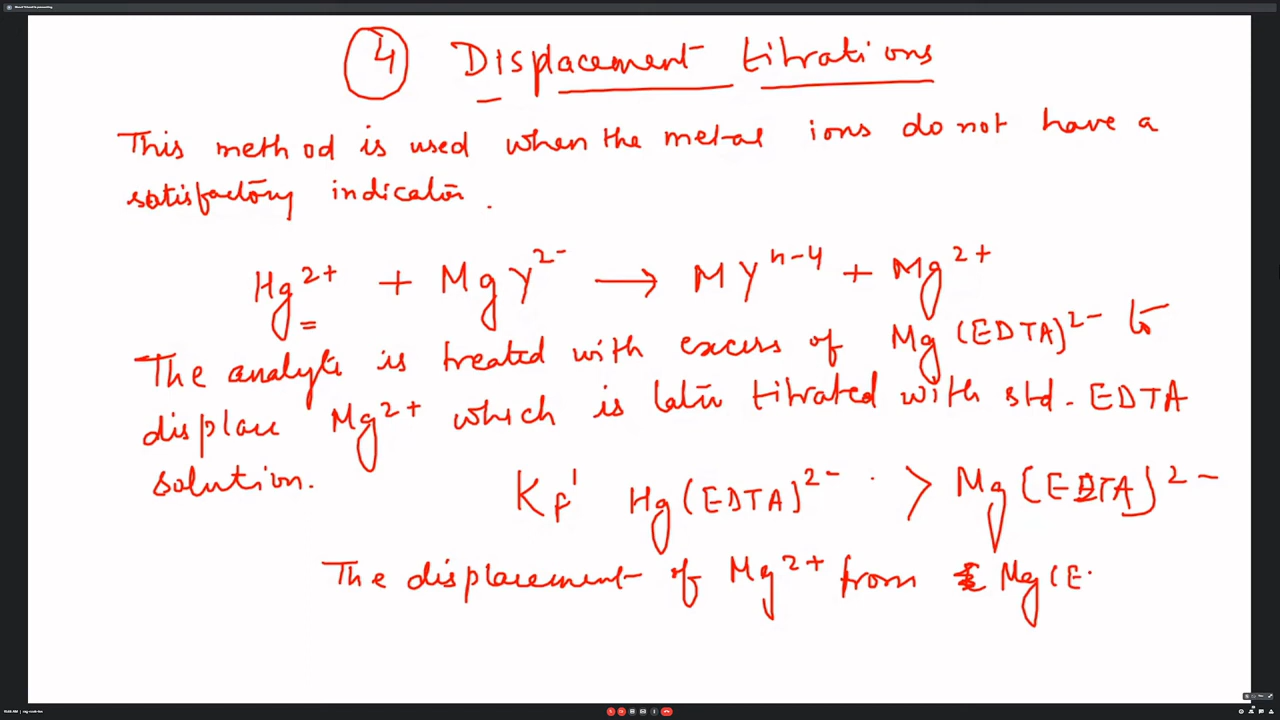 4 Displacement titrations
This method is used when the metal ions do not have a
satisfactory indicator.
Hg²⁺ + MgY²⁻ → MYⁿ⁻⁴ + Mg²⁺
The analyte is treated with excess of Mg(EDTA)²⁻ to
displace Mg²⁺ which is later titrated with std. EDTA
solution.
Kf' Hg(EDTA)²⁻ > Mg(EDTA)²⁻
The displacement of Mg²⁺ from Mg(E